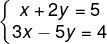 x + 2y = 5
3x − 5y = 4